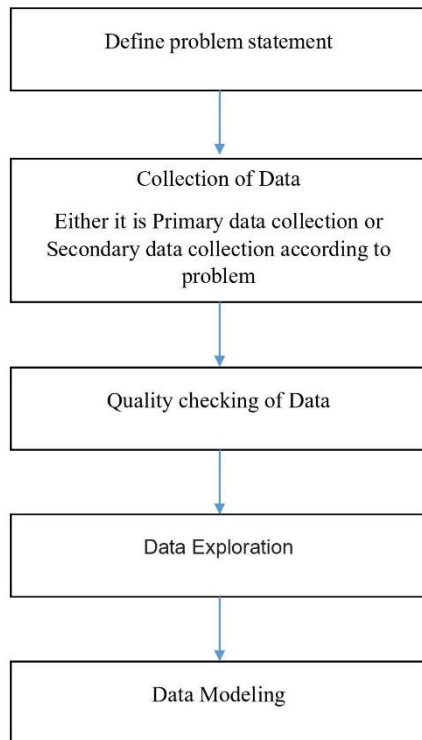 Define problem statement
Collection of Data
Either it is Primary data collection or
Secondary data collection according to
problem
Quality checking of Data
Data Exploration
Data Modeling